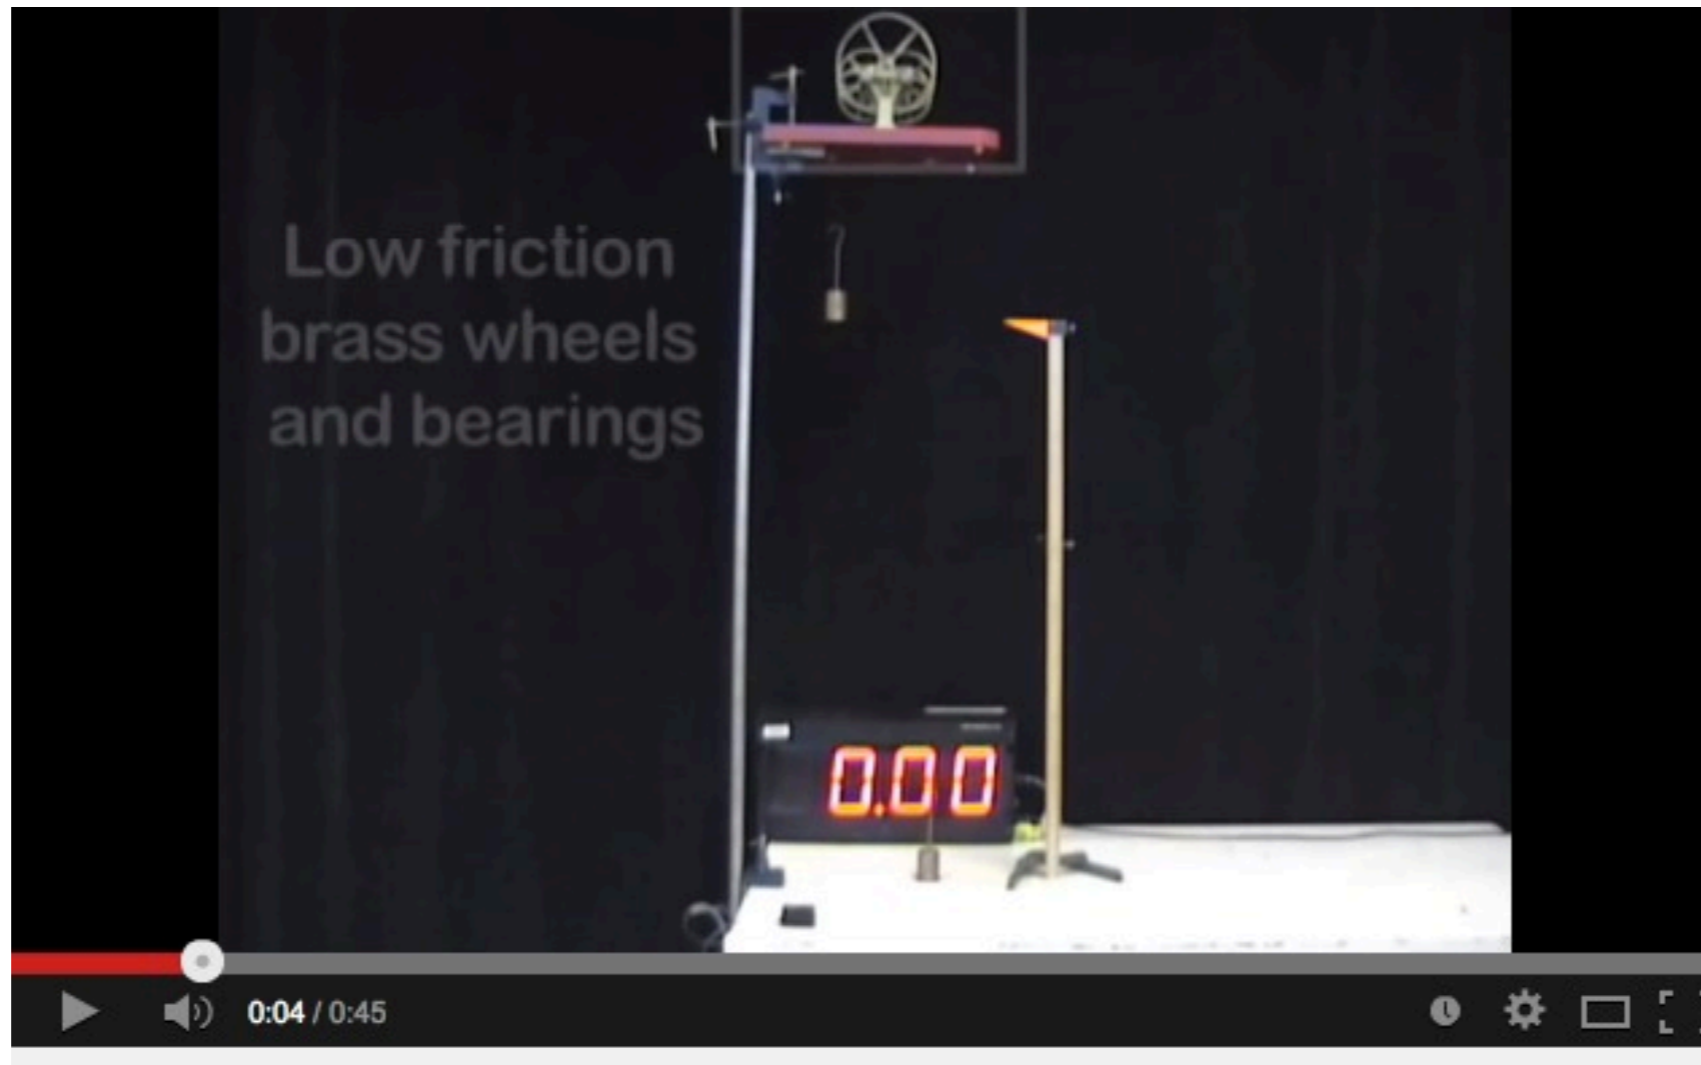 Low friction
brass wheels
and bearings
0.00
0:04 / 0:45